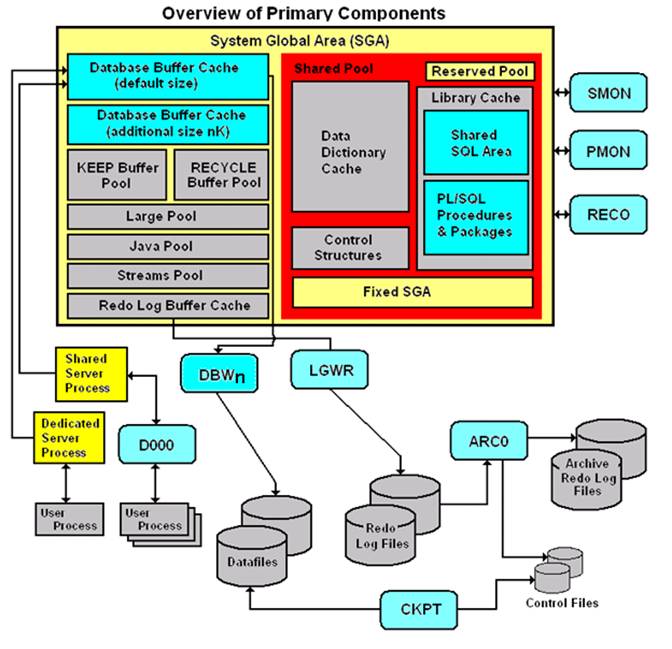 Overview of Primary Components
System Global Area (SGA)
Database Buffer Cache
(default size)
Database Buffer Cache
(additional size nK)
KEEP Buffer
Pool
RECYCLE
Buffer Pool
Large Pool
Java Pool
Streams Pool
Redo Log Buffer Cache
Shared Pool
Reserved Pool
Data
Dictionary
Cache
Library Cache
Shared
SQL Area
PL/SQL
Procedures
& Packages
Control
Structures
Fixed SGA
SMON
PMON
RECO
Shared
Server
Process
Dedicated
Server
Process
D000
User
Process
User
Process
DBWn
LGWR
ARC0
Archive
Redo Log
Files
Redo
Log Files
Datafiles
CKPT
Control Files